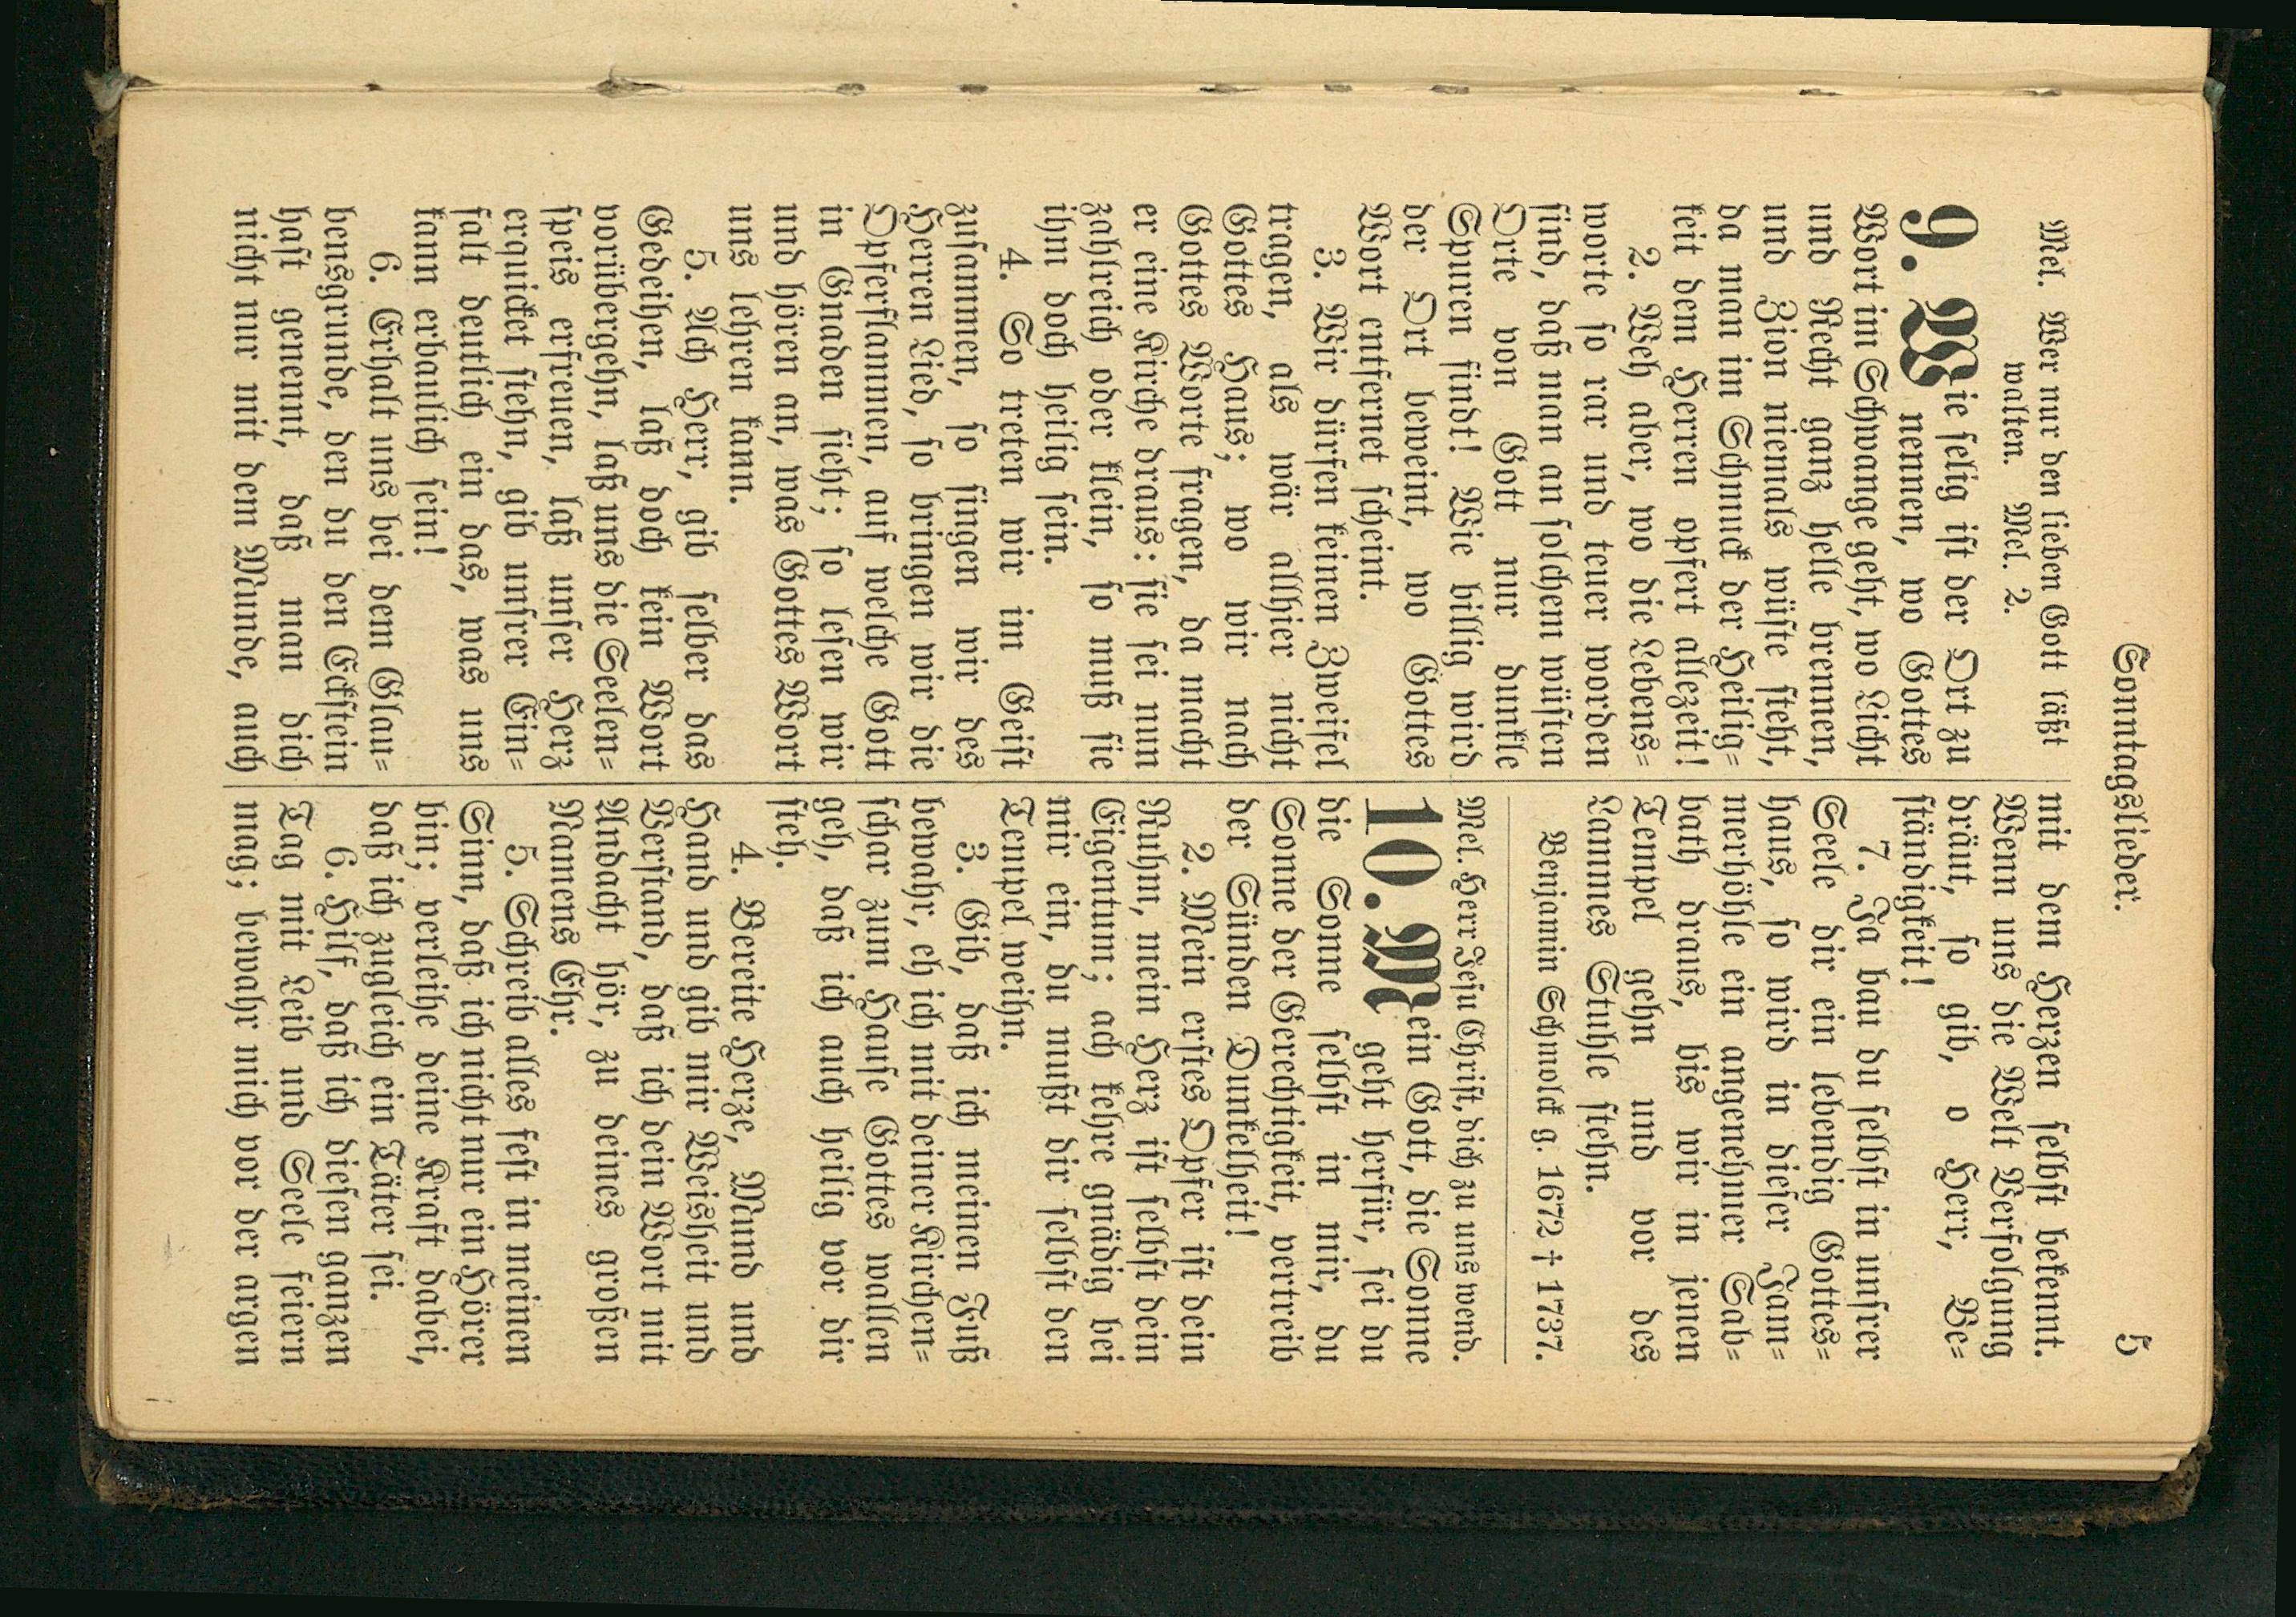 Sonntagslieder. 5
Mel. Wer nur den lieben Gott läßt
walten. Mel. 2.
9. Wie selig ist der Ort zu
nennen, wo Gottes
Wort im Schwange geht, wo Licht
und Recht ganz helle brennen,
und Zion niemals wüste steht,
da man im Schmuck der Heilig=
keit dem Herren opfert allezeit!
2. Weh aber, wo die Lebens=
worte so rar und teuer worden
sind, daß man an solchem wüsten
Orte von Gott nur dunkle
Spuren findt! Wie billig wird
der Ort beweint, wo Gottes
Wort entfernet scheint.
3. Wir dürfen keinen Zweifel
tragen, als wär allhier nicht
Gottes Haus; wo wir nach
Gottes Worte fragen, da macht
er eine Kirche draus: sie sei nun
zahlreich oder klein, so muß sie
ihm doch heilig sein.
4. So treten wir im Geist
zusammen, so singen wir des
Herren Lied, so bringen wir die
Opferflammen, auf welche Gott
in Gnaden sieht; so lesen wir
und hören an, was Gottes Wort
uns lehren kann.
5. Ach Herr, gib selber das
Gedeihen, laß doch kein Wort
vorübergehn, laß uns die Seelen=
speis erfreuen, laß unser Herz
erquicket stehn, gib unsrer Ein=
falt deutlich ein das, was uns
kann erbaulich sein!
6. Erhalt uns bei dem Glau=
bensgrunde, den du den Eckstein
hast genennt, daß man dich
nicht nur mit dem Munde, auch
mit dem Herzen selbst bekennt.
Wenn uns die Welt Verfolgung
dräut, so gib, o Herr, Be=
ständigkeit!
7. Ja bau du selbst in unsrer
Seele dir ein lebendig Gottes=
haus, so wird in dieser Jam=
merhöhle ein angenehmer Sab=
bath draus, bis wir in jenen
Tempel gehn und vor des
Lammes Stuhle stehn.
Benjamin Schmolck g. 1672 † 1737.
Mel. Herr Jesu Christ, dich zu uns wend.
10. Mein Gott, die Sonne
geht herfür, sei du
die Sonne selbst in mir, du
Sonne der Gerechtigkeit, vertreib
der Sünden Dunkelheit!
2. Mein erstes Opfer ist dein
Ruhm, mein Herz ist selbst dein
Eigentum; ach kehre gnädig bei
mir ein, du mußt dir selbst den
Tempel weihn.
3. Gib, daß ich meinen Fuß
bewahr, eh ich mit deiner Kirchen=
schar zum Hause Gottes wallen
geh, daß ich auch heilig vor dir
steh.
4. Bereite Herze, Mund und
Hand und gib mir Weisheit und
Verstand, daß ich dein Wort mit
Andacht hör, zu deines großen
Namens Ehr.
5. Schreib alles fest in meinen
Sinn, daß ich nicht nur ein Hörer
bin; verleihe deine Kraft dabei,
daß ich zugleich ein Täter sei.
6. Hilf, daß ich diesen ganzen
Tag mit Leib und Seele feiern
mag; bewahr mich vor der argen